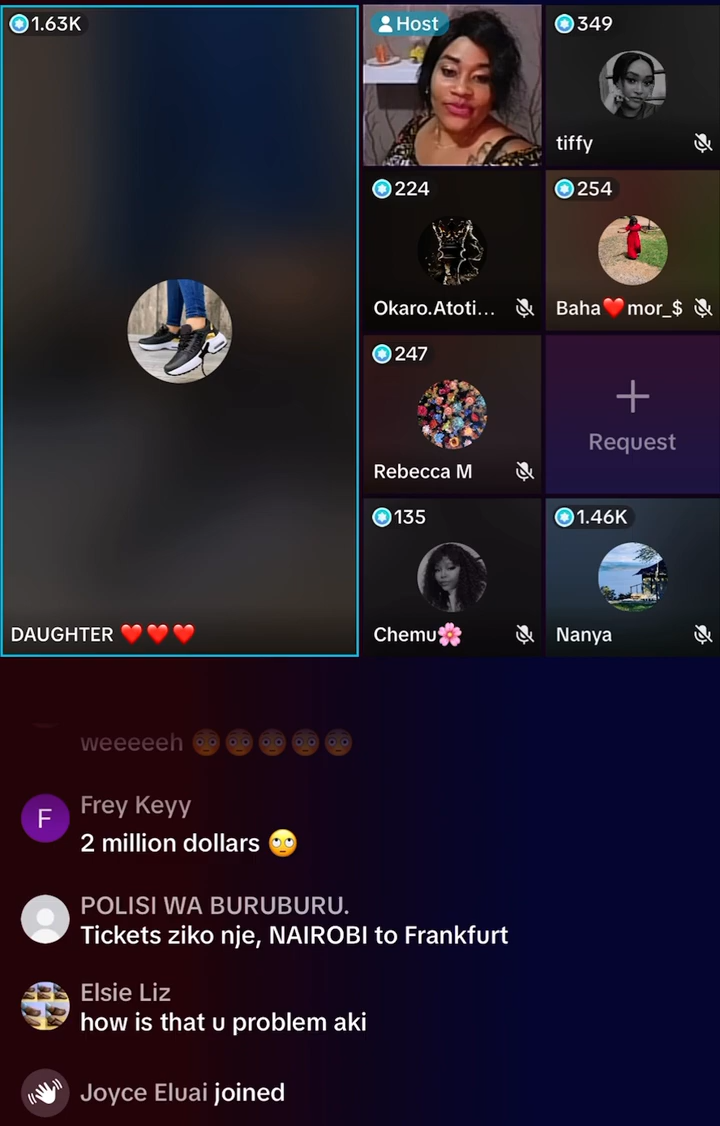 1.63K
Host
349
tiffy
224
Okaro.Atoti...
254
Baha❤️mor_$
247
Rebecca M
Request
135
Chemu🌸
1.46K
Nanya
DAUGHTER ❤️❤️❤️
weeeeeh 😳😳😳😳😳
F
Frey Keyy
2 million dollars 🙄
POLISI WA BURUBURU.
Tickets ziko nje, NAIROBI to Frankfurt
Elsie Liz
how is that u problem aki
Joyce Eluai joined